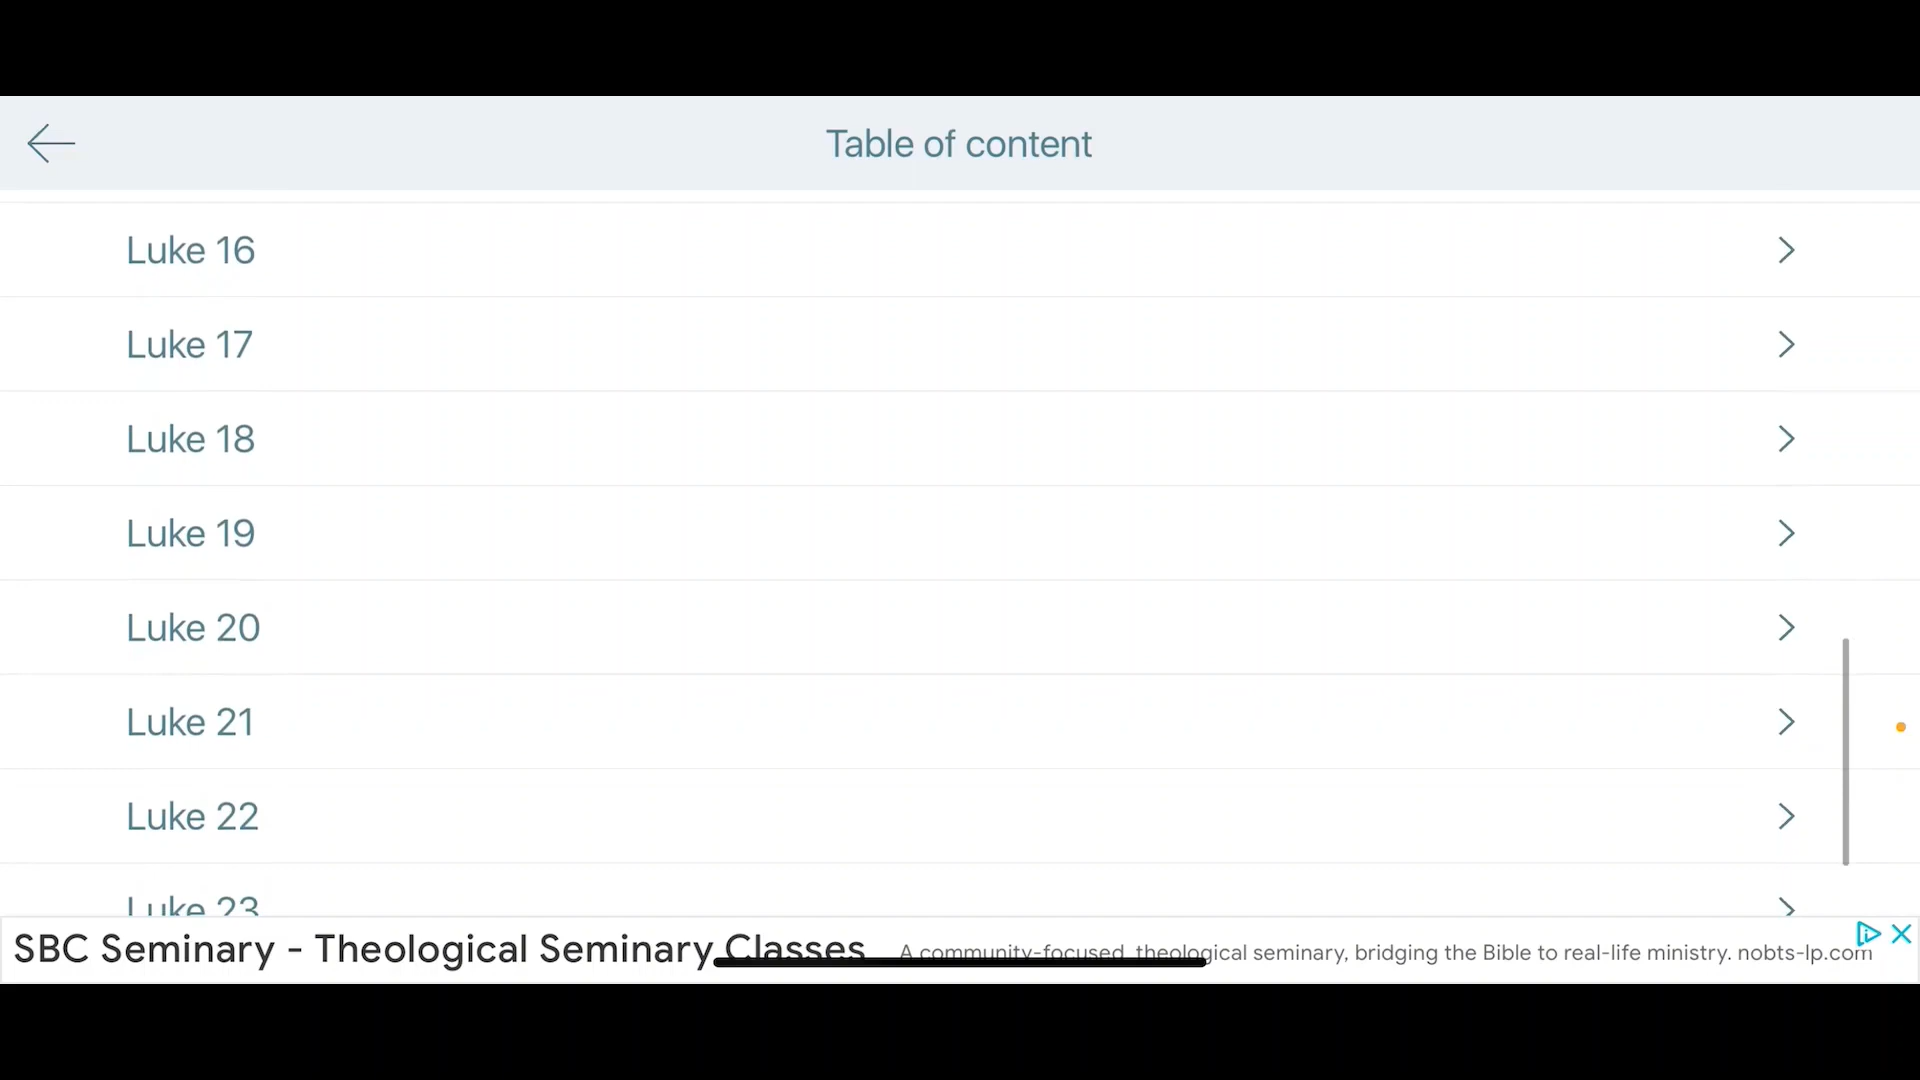 Table of content
Luke 16
Luke 17
Luke 18
Luke 19
Luke 20
Luke 21
Luke 22
Luke 23
SBC Seminary - Theological Seminary Classes
A community-focused theological seminary, bridging the Bible to real-life ministry. nobts-lp.com